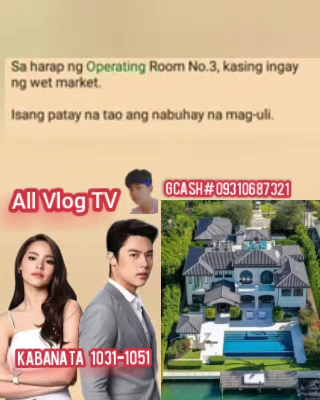 Sa harap ng Operating Room No.3, kasing ingay
ng wet market.
Isang patay na tao ang nabuhay na mag-uli.
All Vlog TV
GCASH# 09310687321
KABANATA 1031-1051